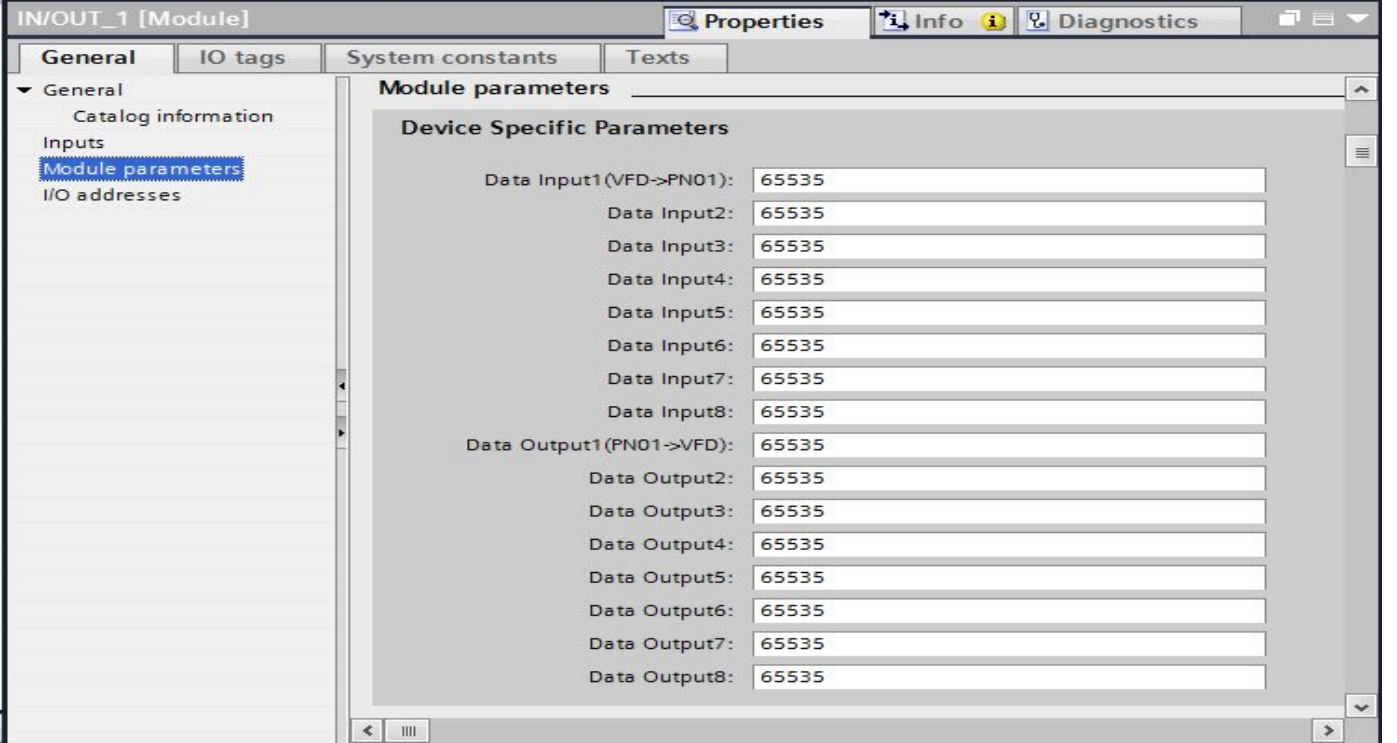 IN/OUT_1 [Module]
Properties
Info
Diagnostics
General
IO tags
System constants
Texts
General
Catalog information
Inputs
Module parameters
I/O addresses
Module parameters
Device Specific Parameters
Data Input1(VFD->PN01): 65535
Data Input2: 65535
Data Input3: 65535
Data Input4: 65535
Data Input5: 65535
Data Input6: 65535
Data Input7: 65535
Data Input8: 65535
Data Output1(PN01->VFD): 65535
Data Output2: 65535
Data Output3: 65535
Data Output4: 65535
Data Output5: 65535
Data Output6: 65535
Data Output7: 65535
Data Output8: 65535